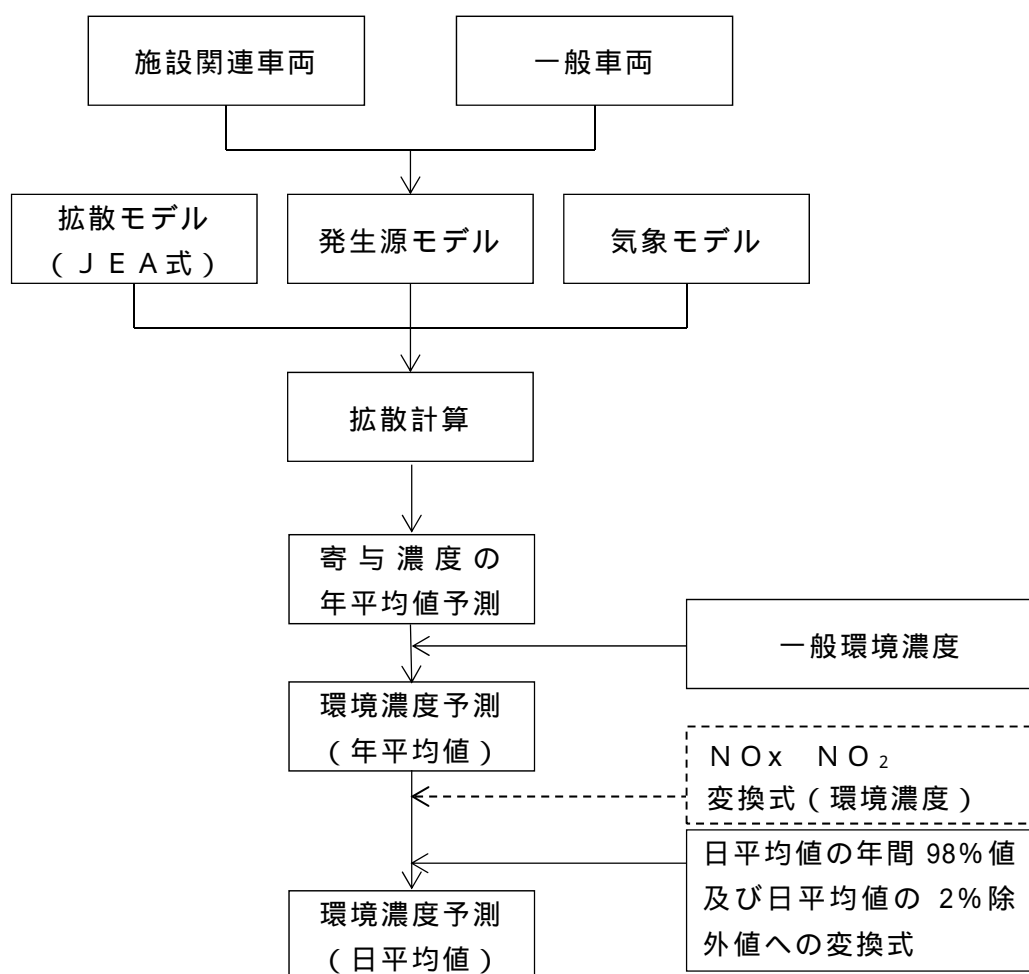 施設関連車両
一般車両
拡散モデル
（ＪＥＡ式）
発生源モデル
気象モデル
拡散計算
寄与濃度の
年平均値予測
一般環境濃度
環境濃度予測
（年平均値）
ＮＯx　ＮＯ₂
変換式（環境濃度）
日平均値の年間 98%値
及び日平均値の 2%除
外値への変換式
環境濃度予測
（日平均値）